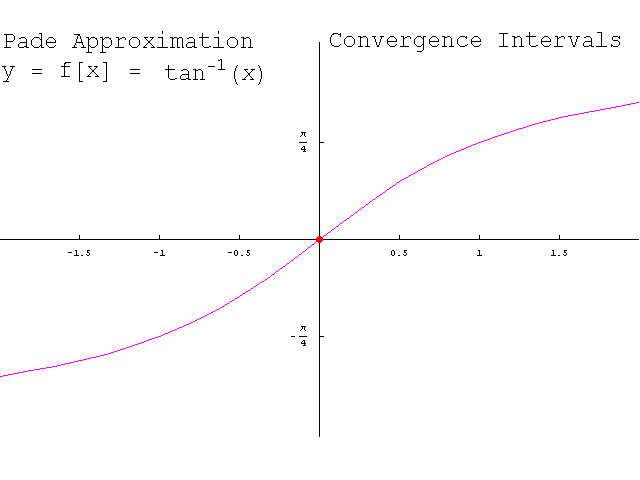 Pade Approximation
Convergence Intervals
y = f[x] = tan⁻¹(x)
π/4
-1.5 -1 -0.5 0.5 1 1.5
-π/4